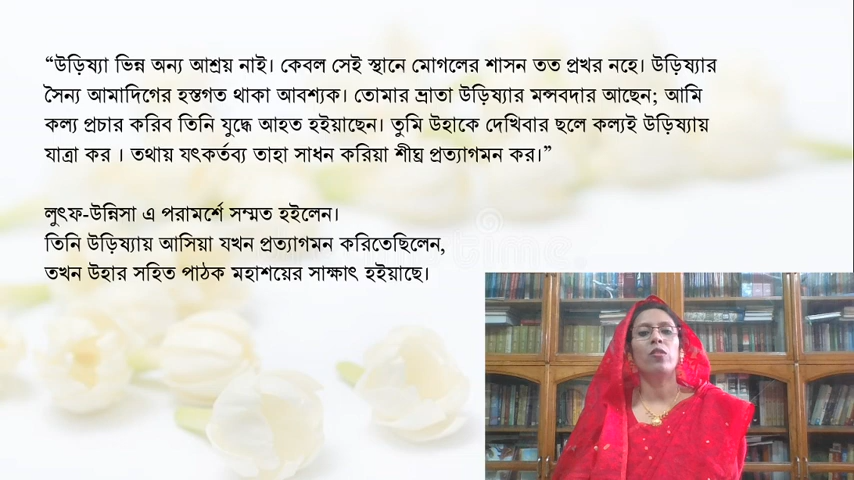 “উড়িষ্যা ভিন্ন অন্য আশ্রয় নাই। কেবল সেই স্থানে মোগলের শাসন তত প্রখর নহে। উড়িষ্যার
সৈন্য আমাদিগের হস্তগত থাকা আবশ্যক। তোমার ভ্রাতা উড়িষ্যার মন্সবদার আছেন; আমি
কল্য প্রচার করিব তিনি যুদ্ধে আহত হইয়াছেন। তুমি উহাকে দেখিবার ছলে কল্যই উড়িষ্যায়
যাত্রা কর । তথায় যৎকর্তব্য তাহা সাধন করিয়া শীঘ্র প্রত্যাগমন কর।”
লুৎফ-উন্নিসা এ পরামর্শে সম্মত হইলেন।
তিনি উড়িষ্যায় আসিয়া যখন প্রত্যাগমন করিতেছিলেন,
তখন উহার সহিত পাঠক মহাশয়ের সাক্ষাৎ হইয়াছে।